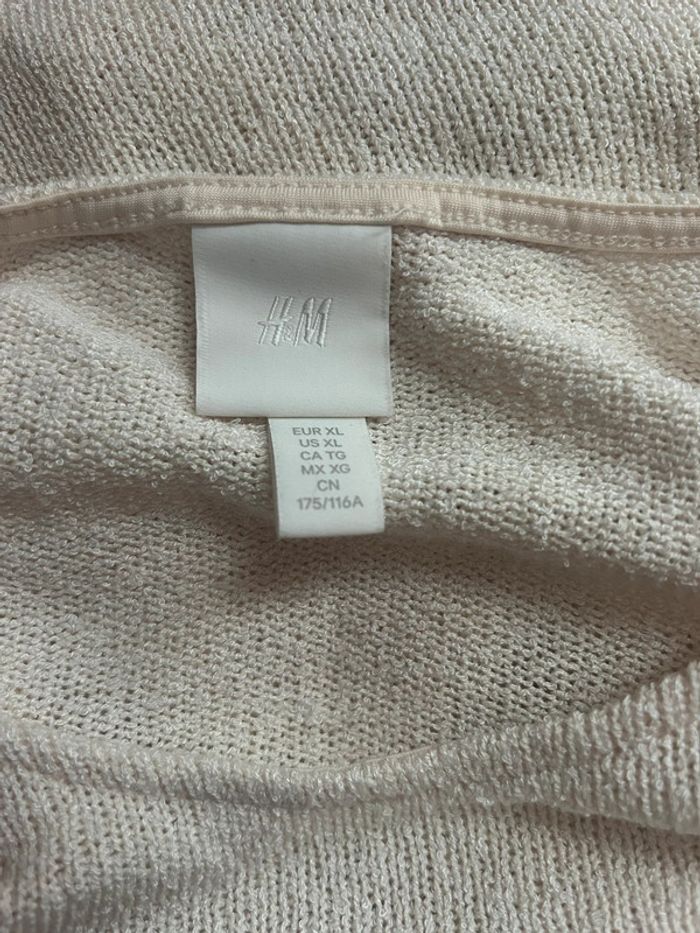 H&M
EUR XL
US XL
CA TG
MX XG
CN
175/116A